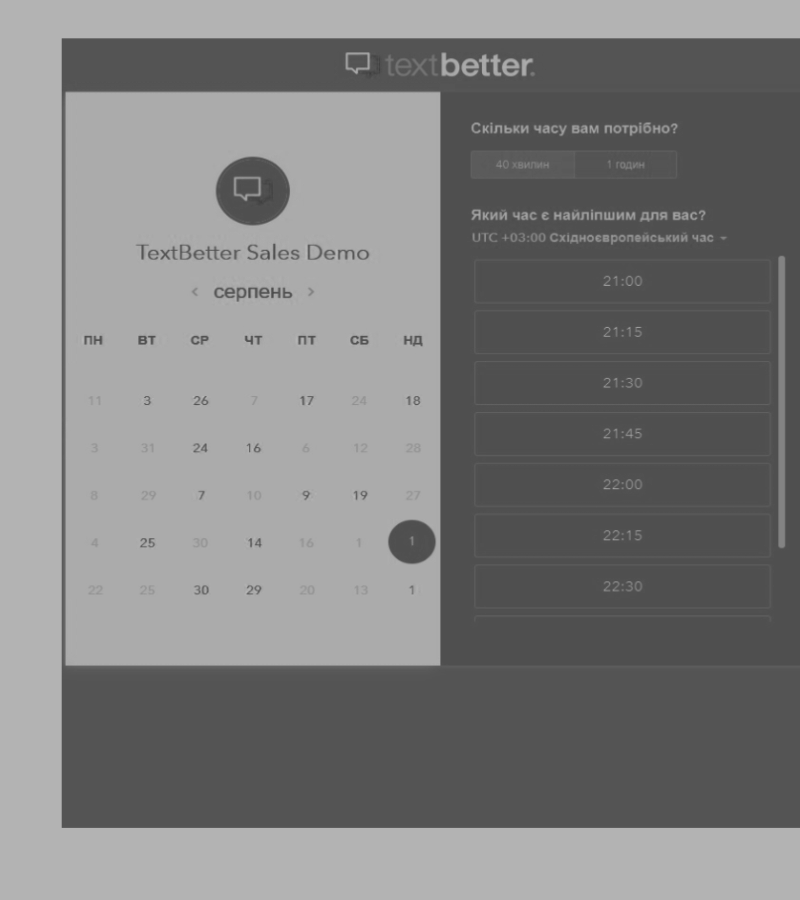 textbetter.
TextBetter Sales Demo
< серпень >
ПН ВТ СР ЧТ ПТ СБ НД
11 3 26 7 17 24 18
3 31 24 16 6 12 28
8 29 7 10 9 19 27
4 25 30 14 16 1 1
22 25 30 29 20 13 1
Скільки часу вам потрібно?
40 хвилин 1 годин
Який час є найліпшим для вас?
UTC +03:00 Східноєвропейський час
21:00
21:15
21:30
21:45
22:00
22:15
22:30